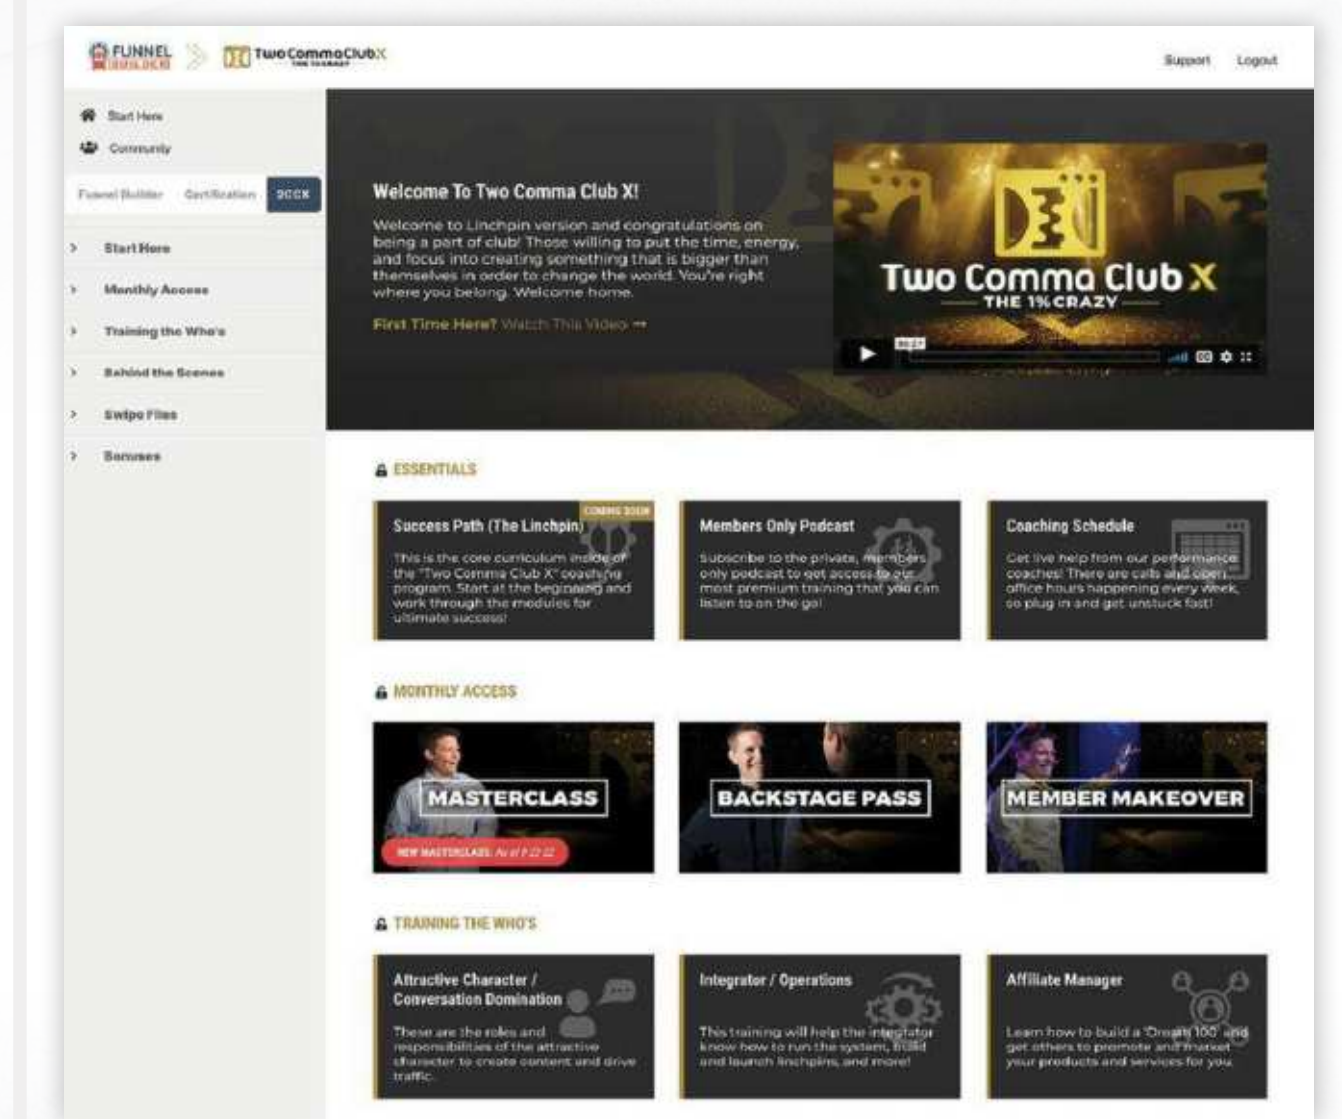 FUNNEL
BUILDER
Two Comma Club X
Support Logout
Start Here
Community
Funnel Builder Certification 2CCX
Start Here
Monthly Access
Training the Who's
Behind the Scenes
Swipe Files
Bonuses
Welcome To Two Comma Club X!
Welcome to Linchpin version and congratulations on
being a part of club! Those willing to put the time, energy,
and focus into creating something that is bigger than
themselves in order to change the world. You're right
where you belong. Welcome home.
First Time Here? Watch This Video →
Two Comma Club X
THE 1% CRAZY
CC
ESSENTIALS
COMING SOON
Success Path (The Linchpin)
This is the core curriculum inside of
the "Two Comma Club X" coaching
program. Start at the beginning and
work through the modules for
ultimate success!
Members Only Podcast
Subscribe to the private, members
only podcast to get access to our
most premium training that you can
listen to on the go!
Coaching Schedule
Get live help from our performance
coaches! There are calls and open
office hours happening every week,
so plug in and get unstuck fast!
MONTHLY ACCESS
MASTERCLASS
NEW MASTERCLASS: As of
BACKSTAGE PASS
MEMBER MAKEOVER
TRAINING THE WHO'S
Attractive Character /
Conversation Domination
These are the roles and
responsibilities of the attractive
character to create content and drive
traffic.
Integrator / Operations
This training will help the integrator
know how to run the system, build
and launch linchpins, and more!
Affiliate Manager
Learn how to build a 'Dream 100' and
get others to promote and market
your products and services for you.